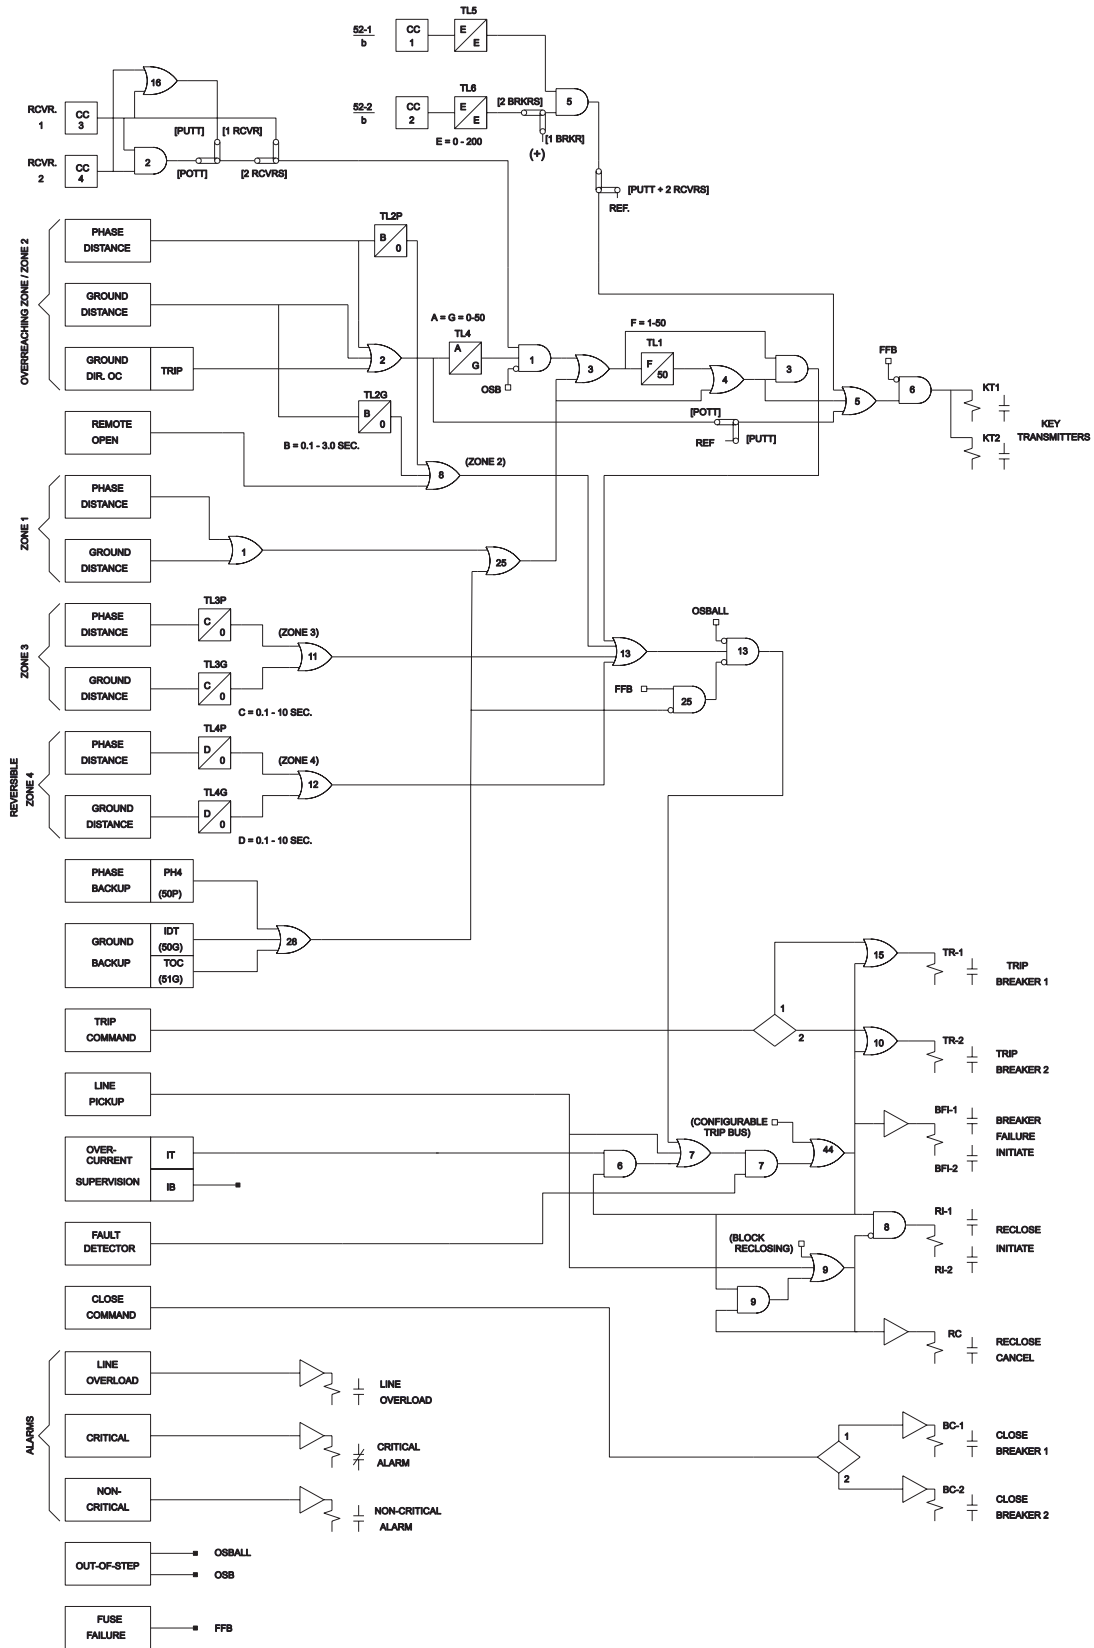 TL5
52-1
b
CC
1
E
E
TL6
52-2
b
CC
2
E
E
[2 BRKRS]
5
[1 BRKR]
(+)
E = 0 - 200
16
RCVR.
1
CC
3
[PUTT]
[1 RCVR]
RCVR.
2
CC
4
2
[POTT]
[2 RCVRS]
[PUTT + 2 RCVRS]
REF.
OVERREACHING ZONE / ZONE 2
PHASE
DISTANCE
TL2P
B
0
GROUND
DISTANCE
GROUND
DIR. OC
TRIP
2
A = G = 0-50
TL4
A
G
1
OSB
3
F = 1-50
TL1
F
50
4
3
5
FFB
6
KT1
KT2
KEY
TRANSMITTERS
[POTT]
REF
[PUTT]
TL2G
B
0
B = 0.1 - 3.0 SEC.
REMOTE
OPEN
8
(ZONE 2)
ZONE 1
PHASE
DISTANCE
GROUND
DISTANCE
1
25
ZONE 3
PHASE
DISTANCE
TL3P
C
0
(ZONE 3)
11
GROUND
DISTANCE
TL3G
C
0
C = 0.1 - 10 SEC.
13
OSBALL
13
FFB
25
REVERSIBLE
ZONE 4
PHASE
DISTANCE
TL4P
D
0
(ZONE 4)
12
GROUND
DISTANCE
TL4G
D
0
D = 0.1 - 10 SEC.
PHASE
BACKUP
PH4
(50P)
GROUND
BACKUP
IDT
(50G)
TOC
(51G)
26
TRIP
COMMAND
1
2
15
TR-1
TRIP
BREAKER 1
10
TR-2
TRIP
BREAKER 2
LINE
PICKUP
OVER-
CURRENT
SUPERVISION
IT
IB
6
7
(CONFIGURABLE
TRIP BUS)
7
44
BFI-1
BFI-2
BREAKER
FAILURE
INITIATE
FAULT
DETECTOR
(BLOCK
RECLOSING)
9
9
8
RI-1
RI-2
RECLOSE
INITIATE
RC
RECLOSE
CANCEL
CLOSE
COMMAND
1
2
BC-1
CLOSE
BREAKER 1
BC-2
CLOSE
BREAKER 2
ALARMS
LINE
OVERLOAD
LINE
OVERLOAD
CRITICAL
CRITICAL
ALARM
NON-
CRITICAL
NON-CRITICAL
ALARM
OUT-OF-STEP
OSBALL
OSB
FUSE
FAILURE
FFB